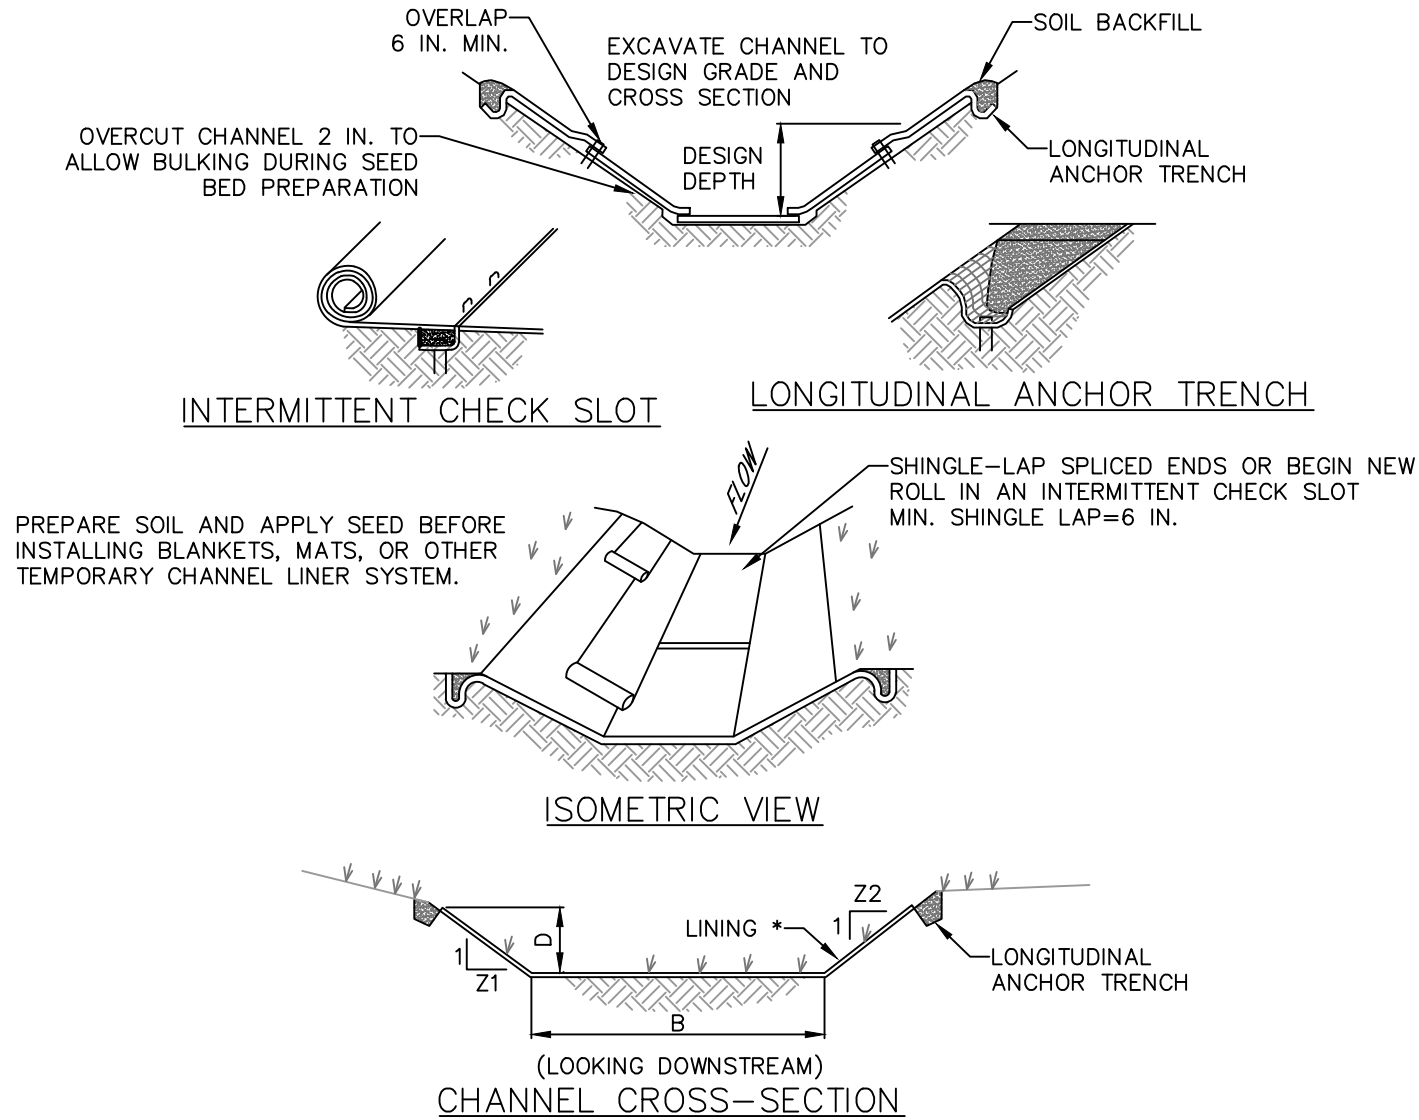 OVERLAP
6 IN. MIN.
EXCAVATE CHANNEL TO
DESIGN GRADE AND
CROSS SECTION
SOIL BACKFILL
OVERCUT CHANNEL 2 IN. TO
ALLOW BULKING DURING SEED
BED PREPARATION
DESIGN
DEPTH
LONGITUDINAL
ANCHOR TRENCH
INTERMITTENT CHECK SLOT
LONGITUDINAL ANCHOR TRENCH
FLOW
SHINGLE-LAP SPLICED ENDS OR BEGIN NEW
ROLL IN AN INTERMITTENT CHECK SLOT
MIN. SHINGLE LAP=6 IN.
PREPARE SOIL AND APPLY SEED BEFORE
INSTALLING BLANKETS, MATS, OR OTHER
TEMPORARY CHANNEL LINER SYSTEM.
ISOMETRIC VIEW
1
Z1
D
LINING *
1
Z2
LONGITUDINAL
ANCHOR TRENCH
B
(LOOKING DOWNSTREAM)
CHANNEL CROSS-SECTION